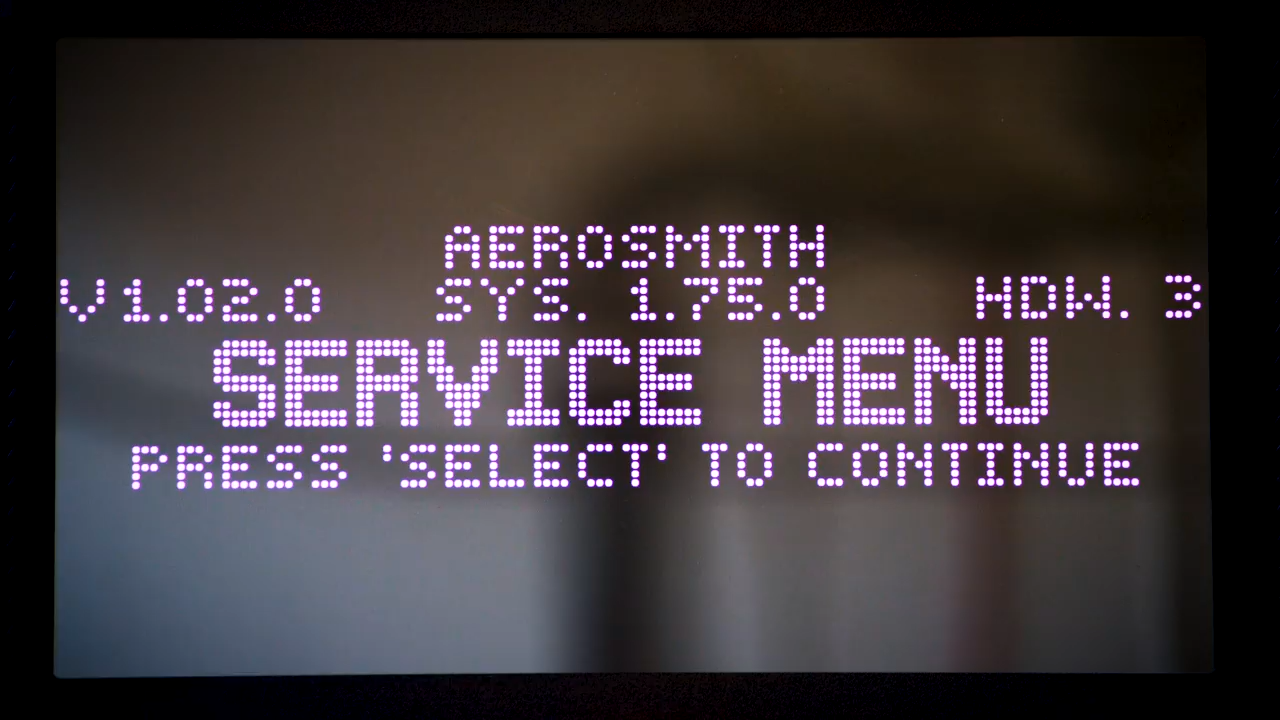 AEROSMITH
V1.02.0 SYS. 1.75.0 HDW. 3
SERVICE MENU
PRESS 'SELECT' TO CONTINUE